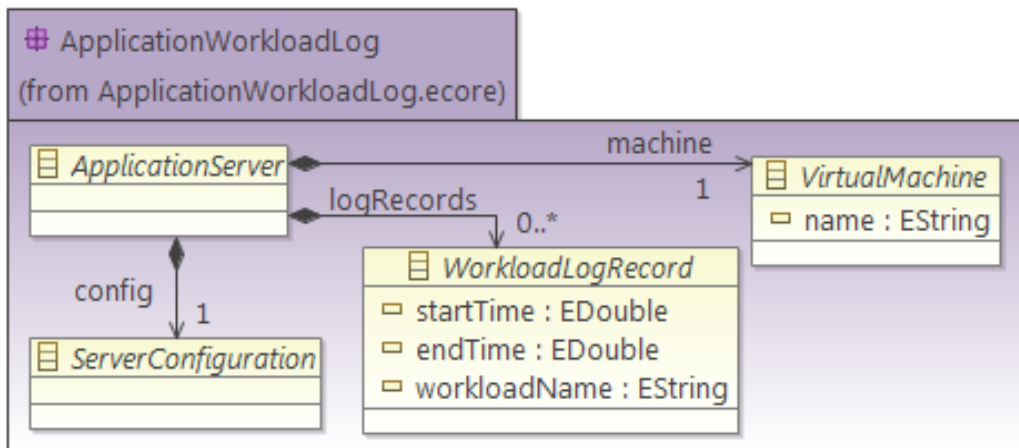 ApplicationWorkloadLog
(from ApplicationWorkloadLog.ecore)
ApplicationServer
machine
1
VirtualMachine
name : EString
logRecords
0..*
WorkloadLogRecord
startTime : EDouble
endTime : EDouble
workloadName : EString
config
1
ServerConfiguration